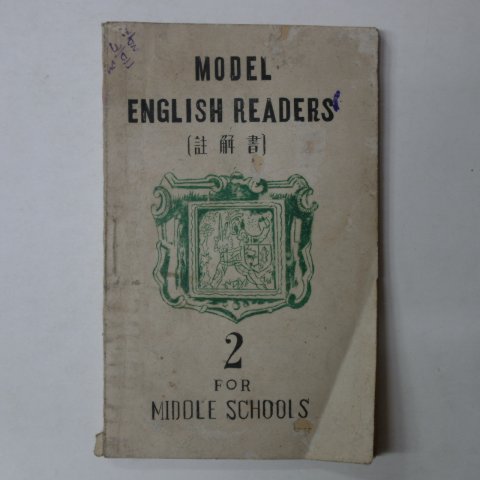 MODEL
ENGLISH READERS
(註解書)
2
FOR
MIDDLE SCHOOLS